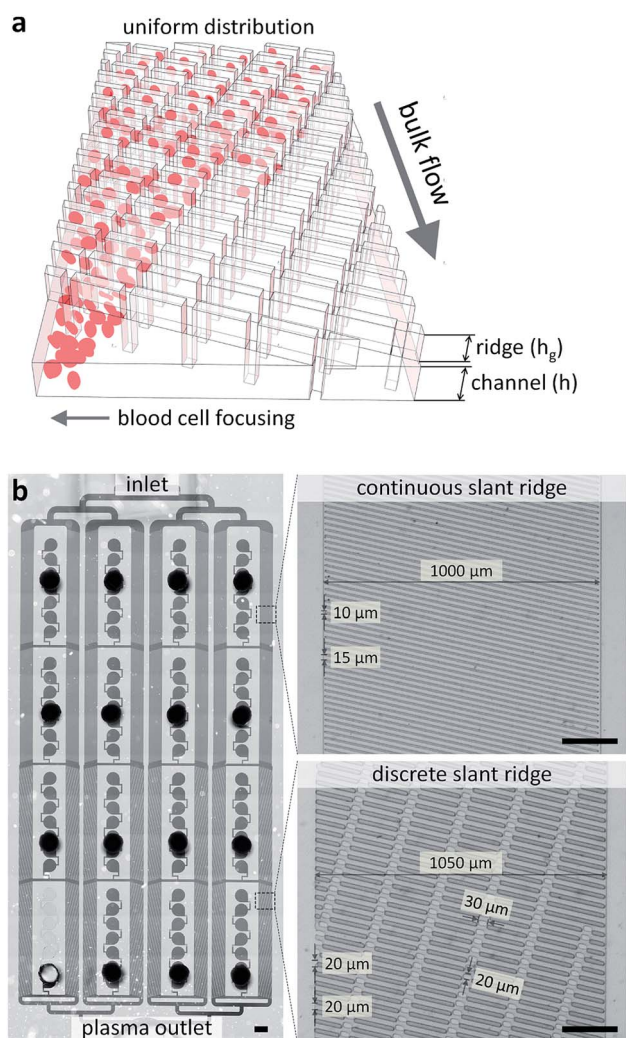 a
uniform distribution
bulk flow
ridge (hg)
channel (h)
blood cell focusing
b
inlet
continuous slant ridge
1000 µm
10 µm
15 µm
discrete slant ridge
1050 µm
30 µm
20 µm
20 µm
20 µm
plasma outlet